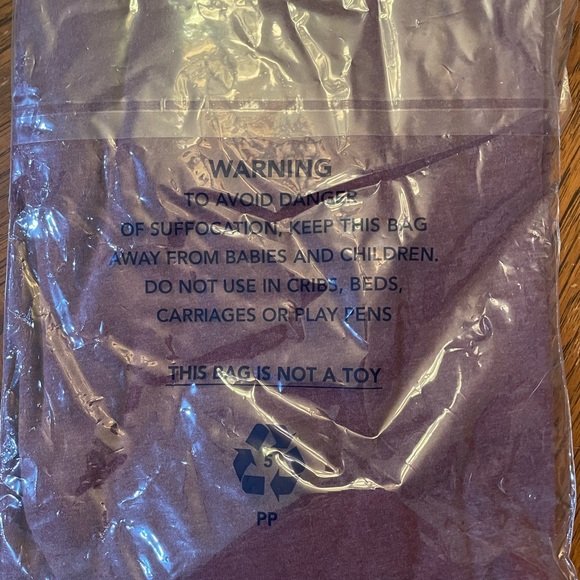 WARNING
TO AVOID DANGER
OF SUFFOCATION, KEEP THIS BAG
AWAY FROM BABIES AND CHILDREN.
DO NOT USE IN CRIBS, BEDS,
CARRIAGES OR PLAY PENS
THIS BAG IS NOT A TOY
5
PP